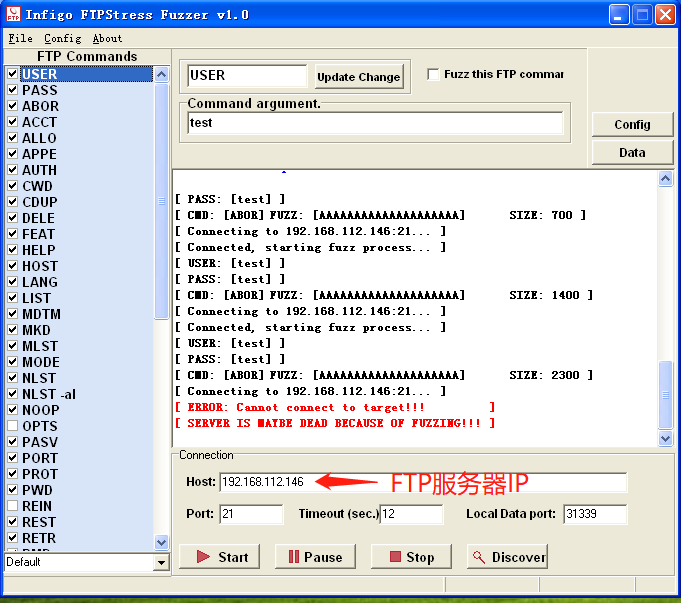 Infigo FTPStress Fuzzer v1.0
File Config About
FTP Commands
USER
PASS
ABOR
ACCT
ALLO
APPE
AUTH
CWD
CDUP
DELE
FEAT
HELP
HOST
LANG
LIST
MDTM
MKD
MLST
MODE
NLST
NLST -al
NOOP
OPTS
PASV
PORT
PROT
PWD
REIN
REST
RETR
Default
USER
Update Change
Fuzz this FTP commar
Command argument.
test
Config
Data
[ PASS: [test] ]
[ CMD: [ABOR] FUZZ: [AAAAAAAAAAAAAAAAAAAA] SIZE: 700 ]
[ Connecting to 192.168.112.146:21... ]
[ Connected, starting fuzz process... ]
[ USER: [test] ]
[ PASS: [test] ]
[ CMD: [ABOR] FUZZ: [AAAAAAAAAAAAAAAAAAAA] SIZE: 1400 ]
[ Connecting to 192.168.112.146:21... ]
[ Connected, starting fuzz process... ]
[ USER: [test] ]
[ PASS: [test] ]
[ CMD: [ABOR] FUZZ: [AAAAAAAAAAAAAAAAAAAA] SIZE: 2300 ]
[ Connecting to 192.168.112.146:21... ]
[ ERROR: Cannot connect to target!!! ]
[ SERVER IS MAYBE DEAD BECAUSE OF FUZZING!!! ]
Connection
Host: 192.168.112.146 FTP服务器IP
Port: 21 Timeout (sec.) 12 Local Data port: 31339
Start Pause Stop Discover